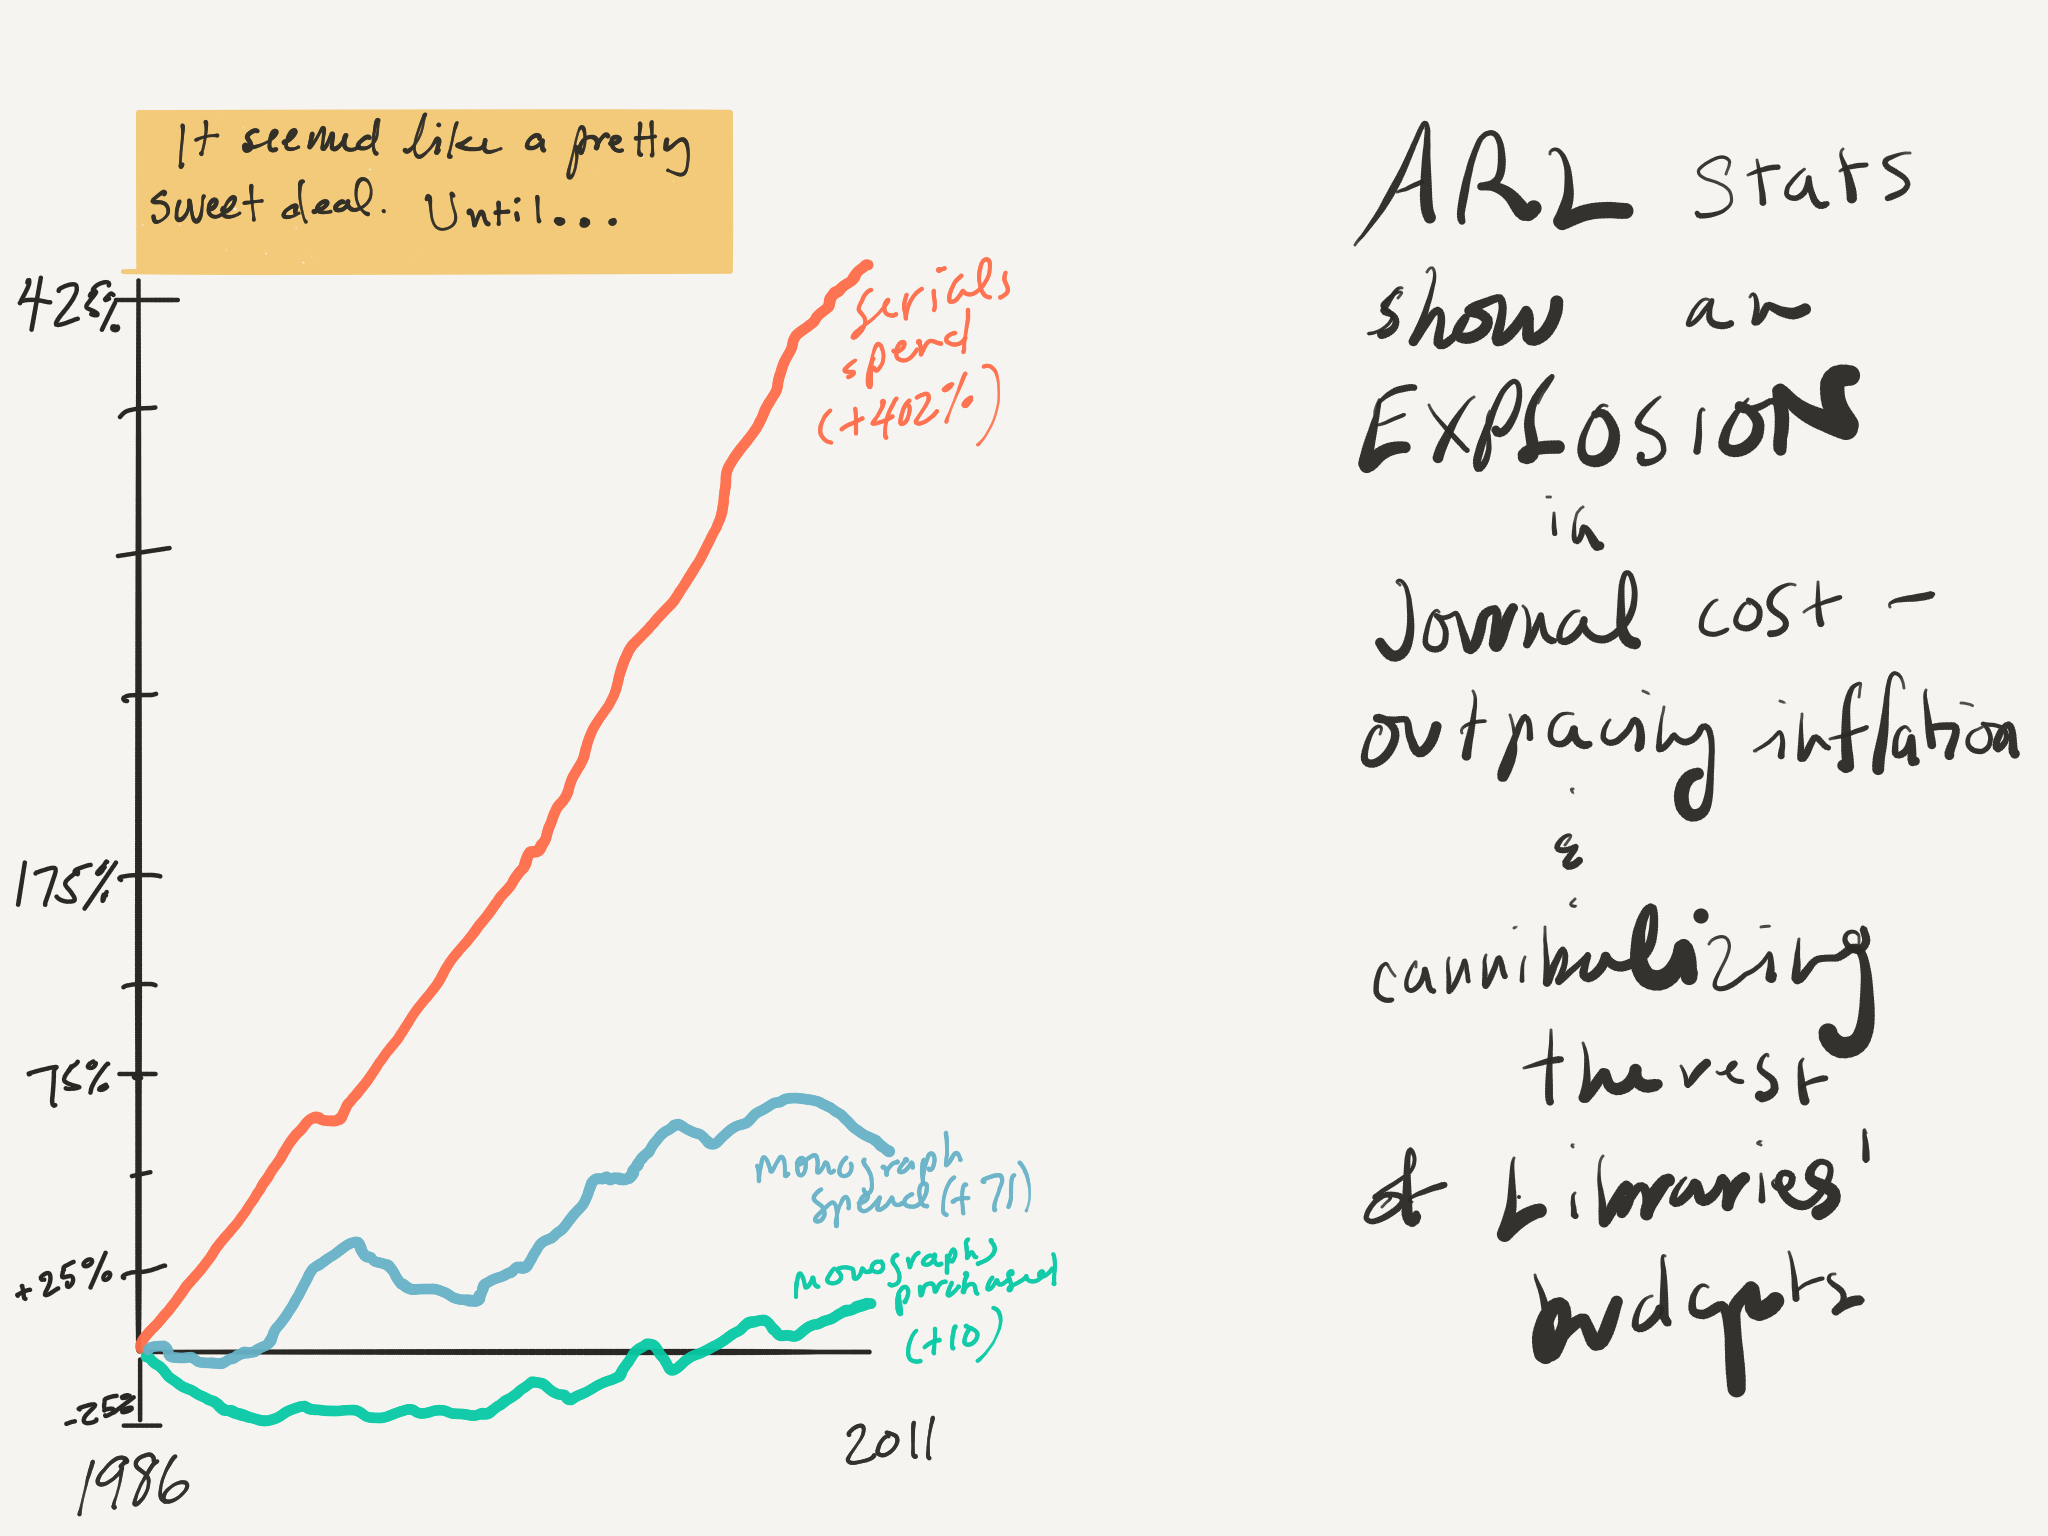 It seemed like a pretty
sweet deal. Until...
425%
175%
75%
+25%
-25%
1986
2011
serials
spend
(+402%)
monograph
spend (+71)
monographs
purchased
(+10)
ARL stats
show an
EXPLOSION
in
Journal cost -
outpacing inflation
&
cannibalizing
the rest
of Libraries'
budgets